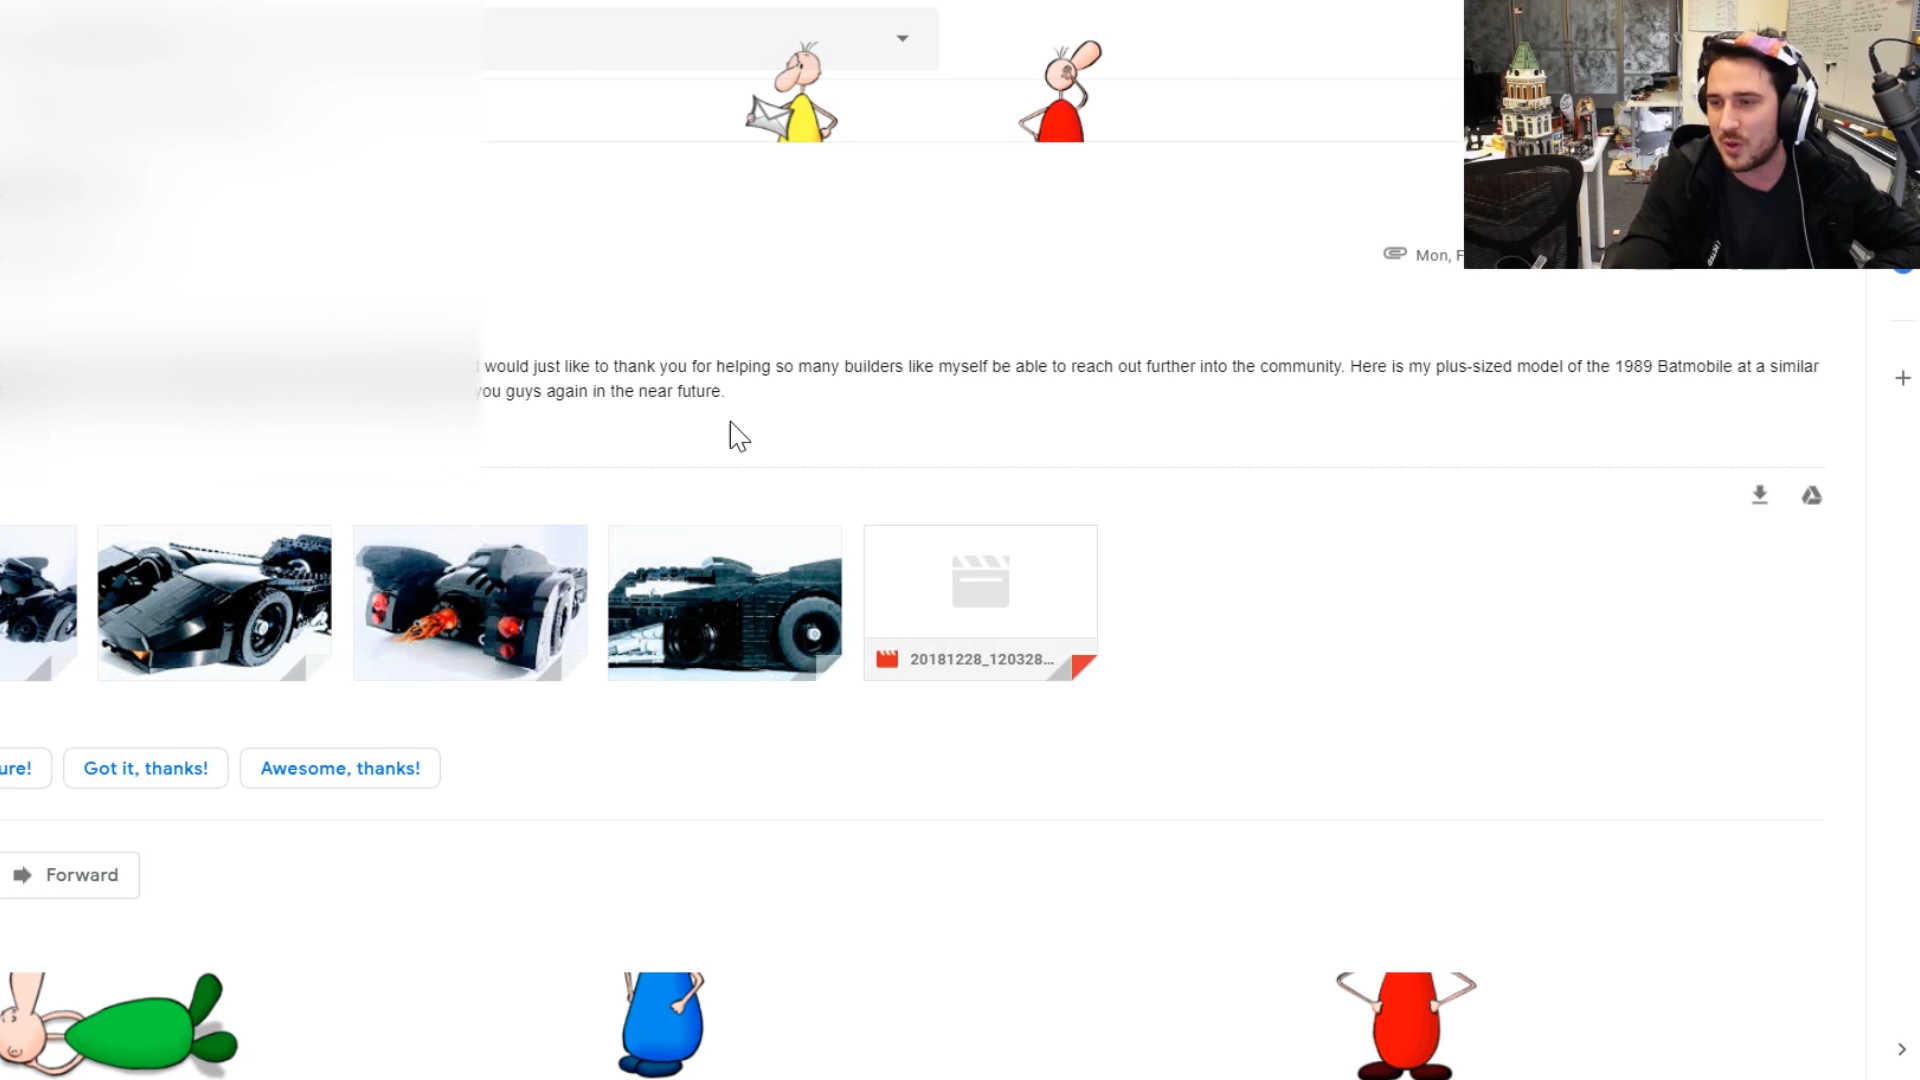 Mon, F
would just like to thank you for helping so many builders like myself be able to reach out further into the community. Here is my plus-sized model of the 1989 Batmobile at a similar
you guys again in the near future.
20181228_120328...
ure!
Got it, thanks!
Awesome, thanks!
Forward